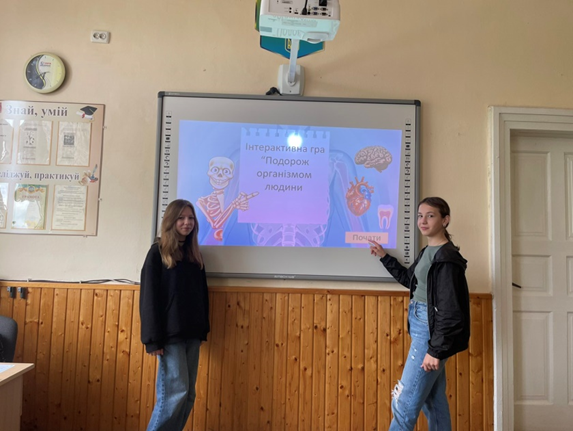 Знай, умій
практикуй
Інтерактивна гра
"Подорож
організмом
людини
Почати